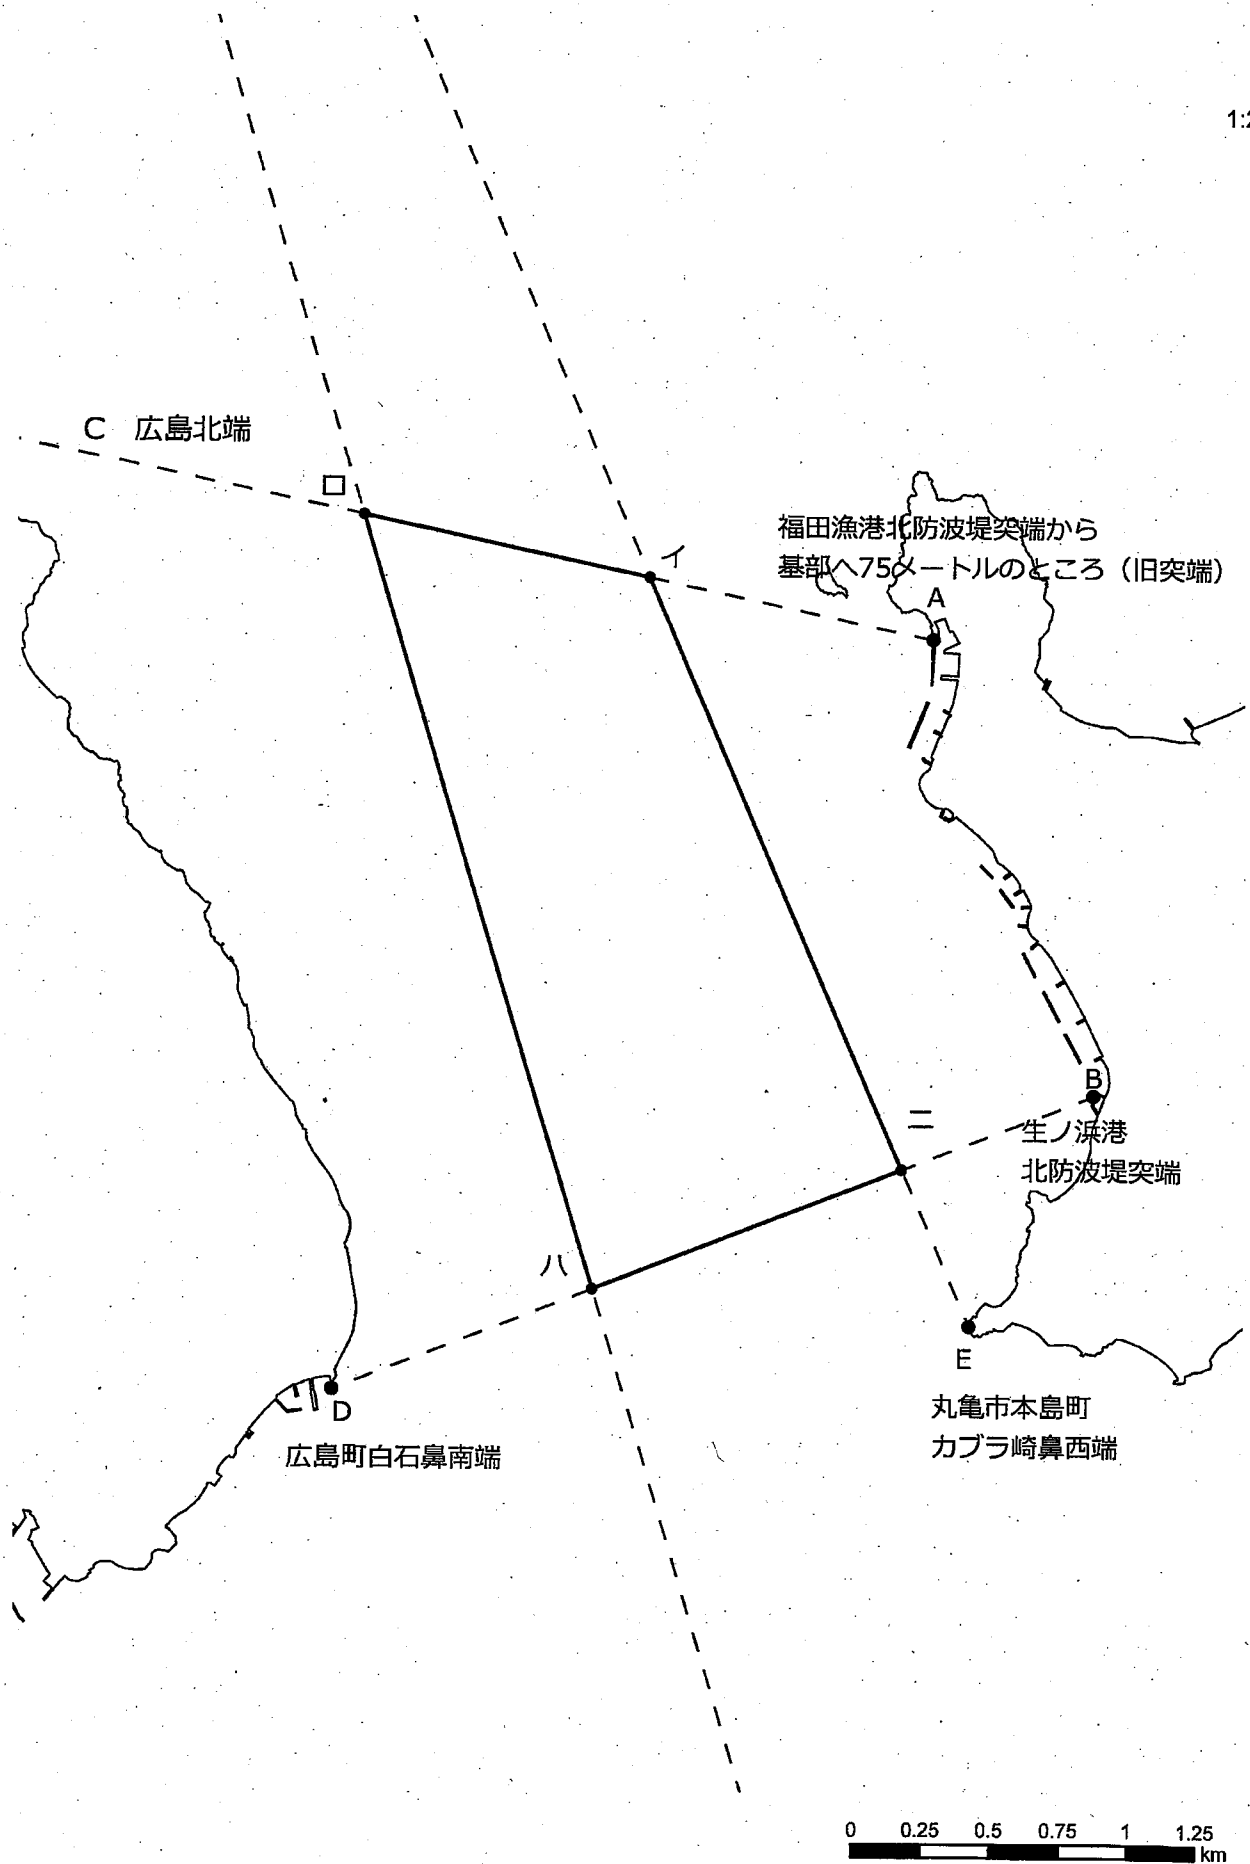 1:2
C 広島北端
ロ
イ
福田漁港北防波堤突端から
基部へ75メートルのところ（旧突端）
A
B
ニ
生ノ浜港
北防波堤突端
ハ
E
D
丸亀市本島町
カブラ崎鼻西端
広島町白石鼻南端
0 0.25 0.5 0.75 1 1.25
km